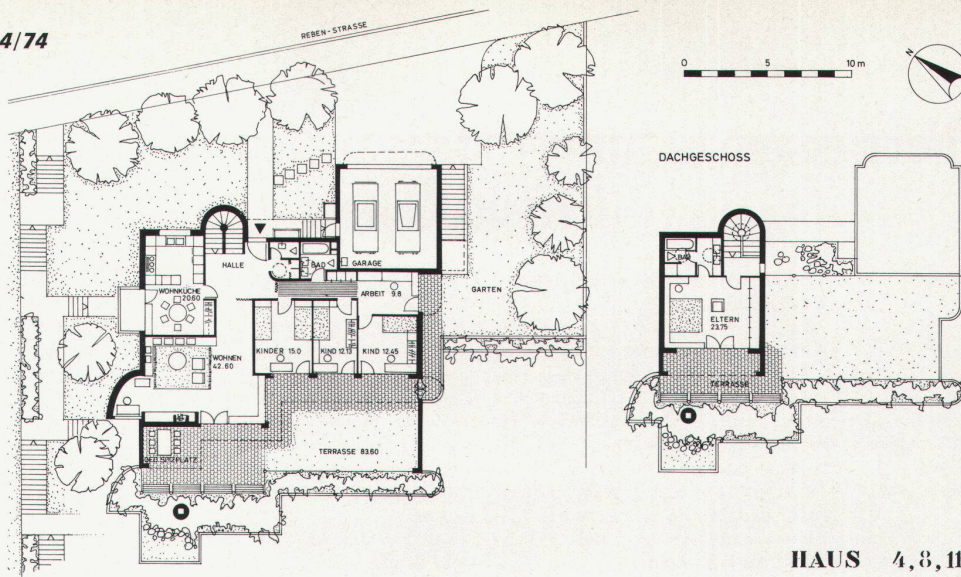 4/74
REBEN-STRASSE
0 5 10 m
N
DACHGESCHOSS
HALLE
BAD
GARAGE
WOHNKÜCHE
20.60
ARBEIT 9.8
GARTEN
KINDER 15.0
KIND 12.13
KIND 12.45
WOHNEN
42.60
GED. SITZPLATZ
TERRASSE 83.60
BAD
ELTERN
23.75
TERRASSE
HAUS 4, 8, 11